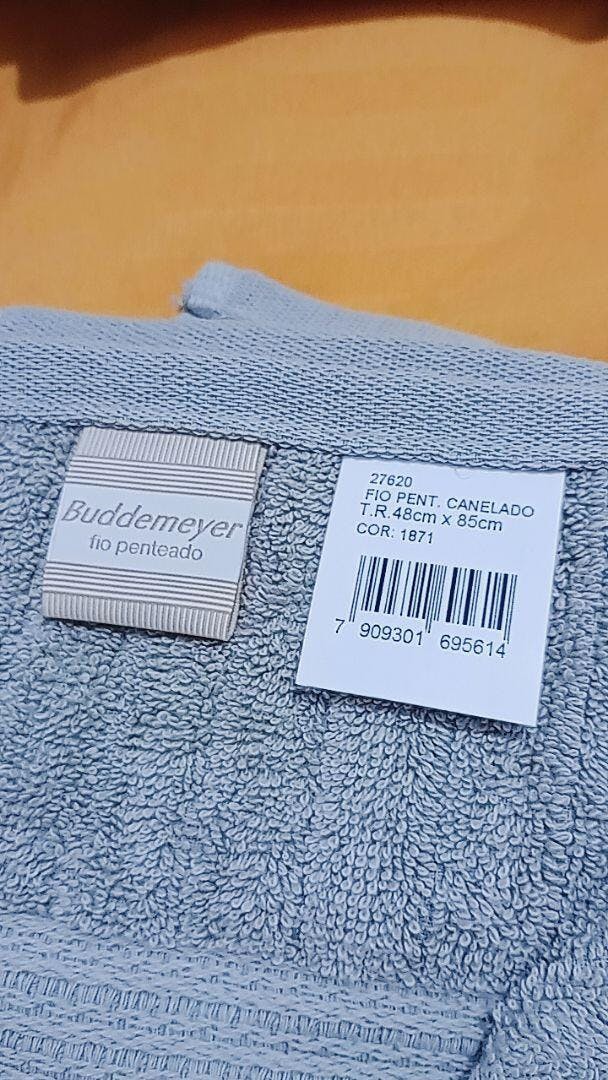 Buddemeyer
fio penteado
27620
FIO PENT. CANELADO
T.R.48cm x 85cm
COR: 1871
7 909301 695614